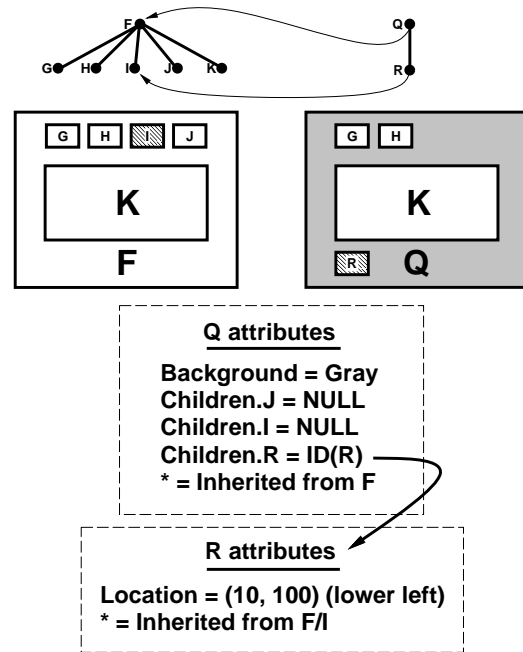 F Q
G H I J K R
G H I J G H
K K
F R Q
Q attributes
Background = Gray
Children.J = NULL
Children.I = NULL
Children.R = ID(R)
* = Inherited from F
R attributes
Location = (10, 100) (lower left)
* = Inherited from F/I